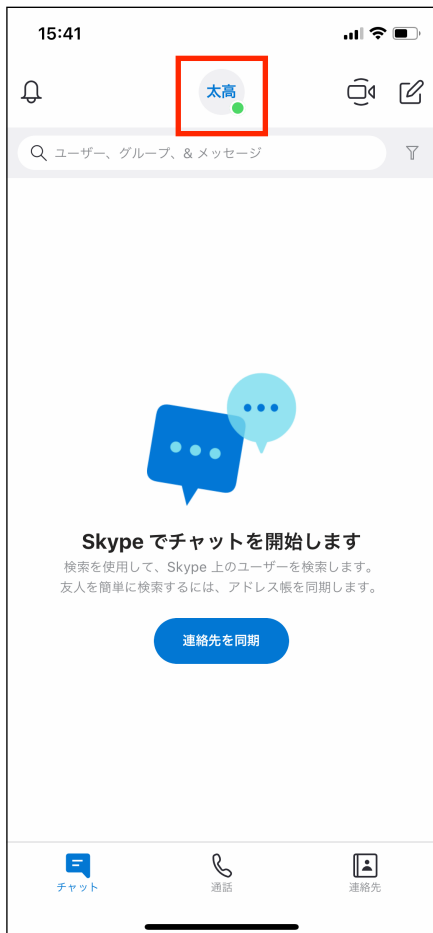 15:41
太高
ユーザー、グループ、& メッセージ
Skype でチャットを開始します
検索を使用して、Skype 上のユーザーを検索します。
友人を簡単に検索するには、アドレス帳を同期します。
連絡先を同期
チャット
通話
連絡先